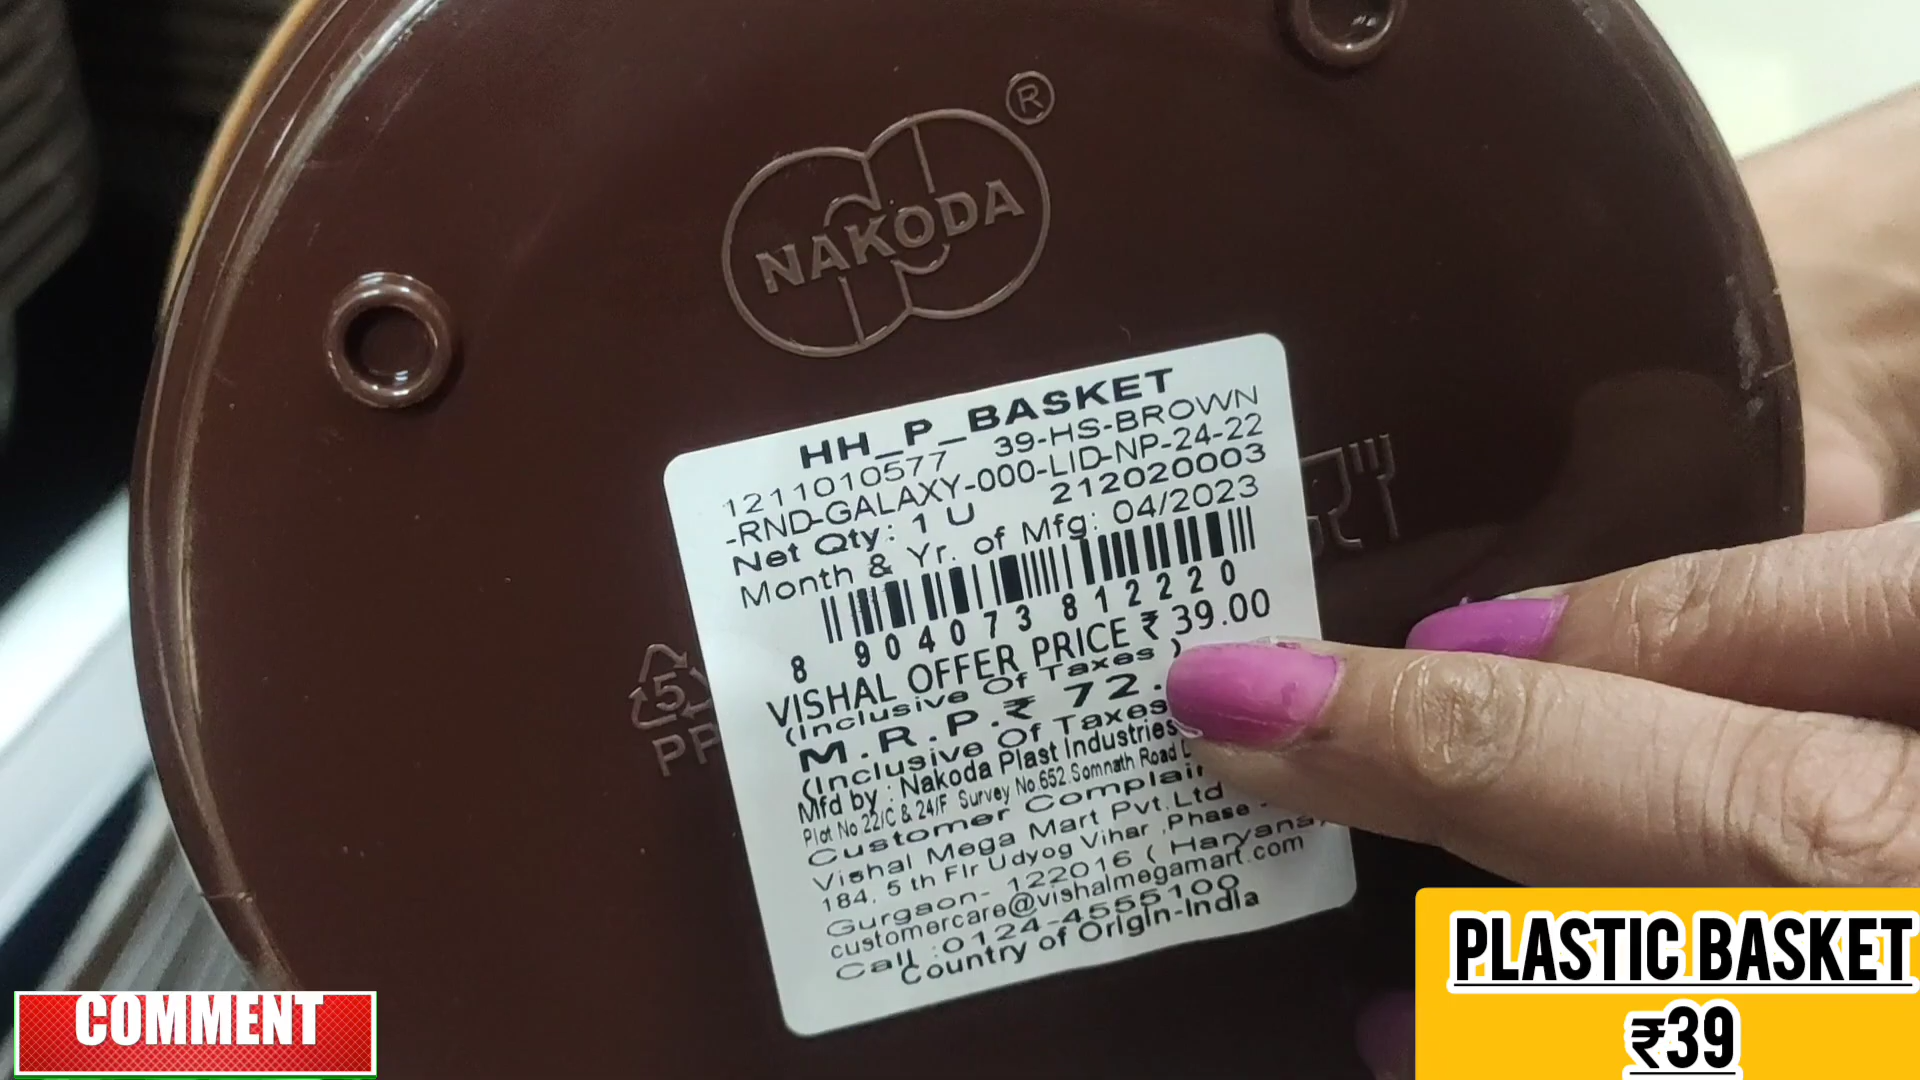 R
NAKODA
HH_P_BASKET
1211010577 39-HS-BROWN
-RND-GALAXY-000-LID-NP-24-22
Net Qty: 1 U 212020003
Month & Yr. of Mfg: 04/2023
8 904073 812220
VISHAL OFFER PRICE ₹ 39.00
(Inclusive Of Taxes )
M.R.P.₹ 72.
(Inclusive Of Taxes
Mfd by : Nakoda Plast Industries
Plot No 22/C & 24/F Survey No.652.Somnath Road
Customer
Vishal Mega Mart Pvt.Ltd
184, 5 th Flr Udyog Vihar ,Phase -
Gurgaon- 122016 ( Haryana
customercare@vishalmegamart.com
Call :0124-4555100
Country of Origin-India
5
PP
COMMENT
PLASTIC BASKET
₹39